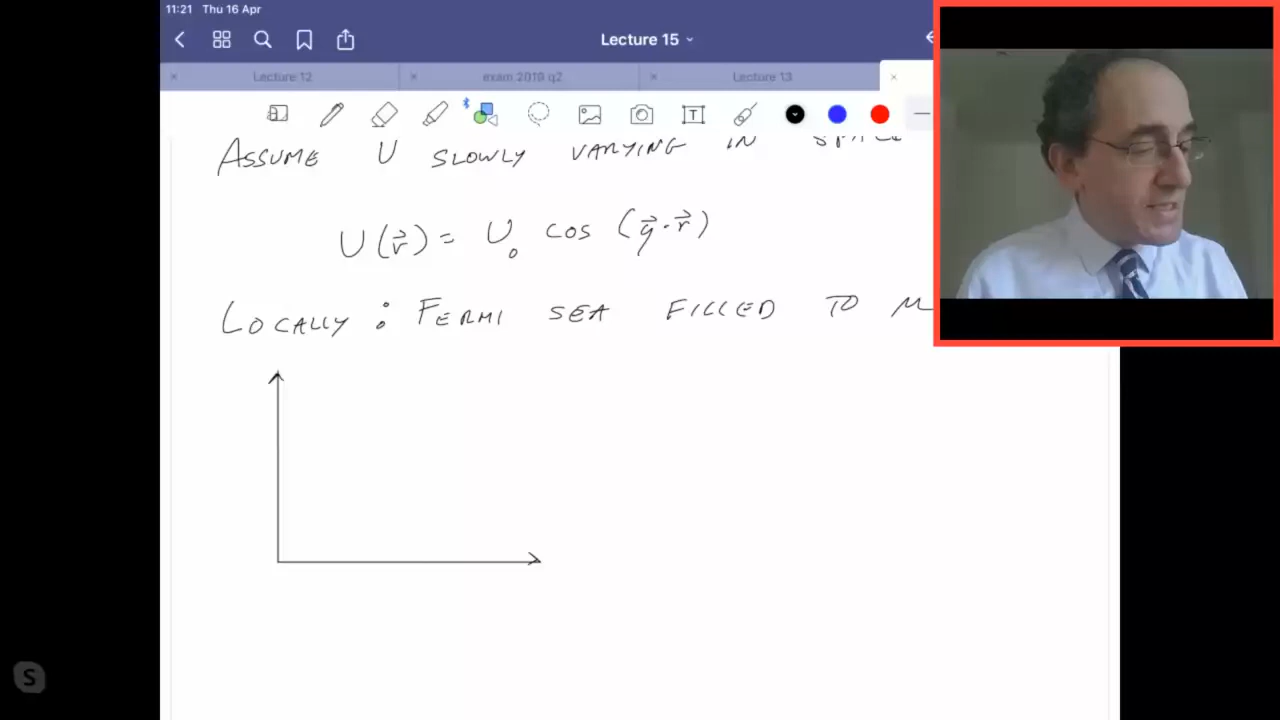 11:21 Thu 16 Apr
Lecture 15
Lecture 12 exam 2019 q2 Lecture 13
T
ASSUME U SLOWLY VARYING IN SPACE
U(r⃗) = U₀ cos (q⃗·r⃗)
LOCALLY : FERMI SEA FILLED TO μ
S